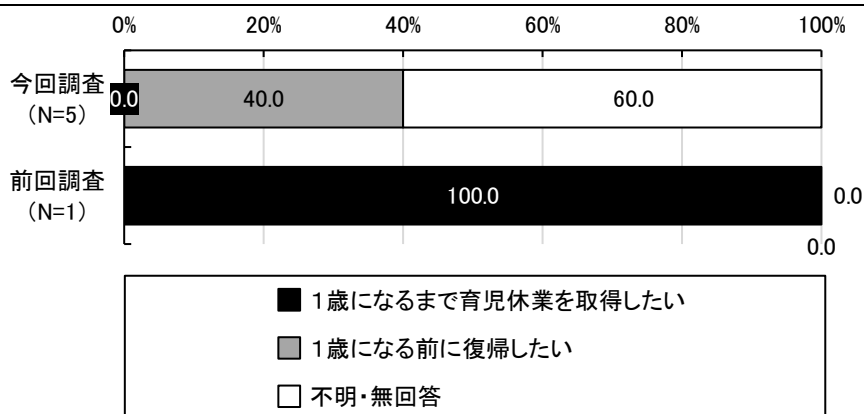 0% 20% 40% 60% 80% 100%
今回調査
（N=5）
0.0 40.0 60.0
前回調査
（N=1）
100.0 0.0
0.0
１歳になるまで育児休業を取得したい
１歳になる前に復帰したい
不明・無回答